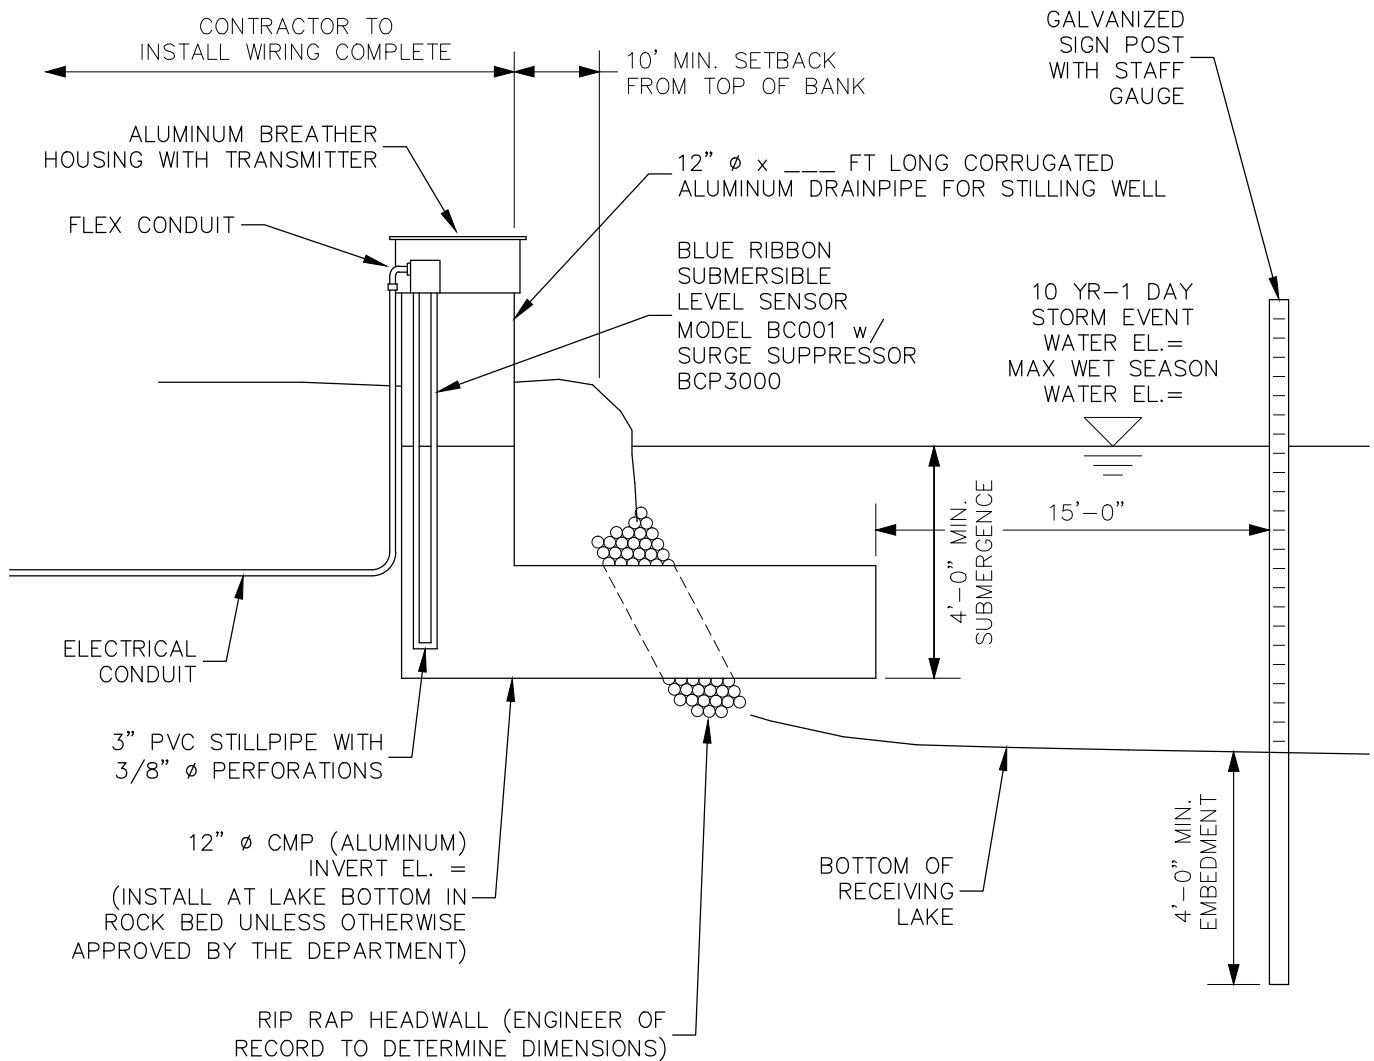 CONTRACTOR TO
INSTALL WIRING COMPLETE
10' MIN. SETBACK
FROM TOP OF BANK
GALVANIZED
SIGN POST
WITH STAFF
GAUGE
ALUMINUM BREATHER
HOUSING WITH TRANSMITTER
12" ø x ___ FT LONG CORRUGATED
ALUMINUM DRAINPIPE FOR STILLING WELL
FLEX CONDUIT
BLUE RIBBON
SUBMERSIBLE
LEVEL SENSOR
MODEL BC001 w/
SURGE SUPPRESSOR
BCP3000
10 YR-1 DAY
STORM EVENT
WATER EL.=
MAX WET SEASON
WATER EL.=
4'-0" MIN.
SUBMERGENCE
15'-0"
ELECTRICAL
CONDUIT
3" PVC STILLPIPE WITH
3/8" ø PERFORATIONS
12" ø CMP (ALUMINUM)
INVERT EL. =
(INSTALL AT LAKE BOTTOM IN
ROCK BED UNLESS OTHERWISE
APPROVED BY THE DEPARTMENT)
BOTTOM OF
RECEIVING
LAKE
4'-0" MIN.
EMBEDMENT
RIP RAP HEADWALL (ENGINEER OF
RECORD TO DETERMINE DIMENSIONS)